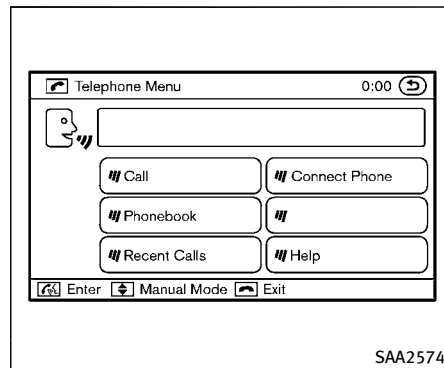 Telephone Menu 0:00
Call Connect Phone
Phonebook
Recent Calls Help
Enter Manual Mode Exit
SAA2574